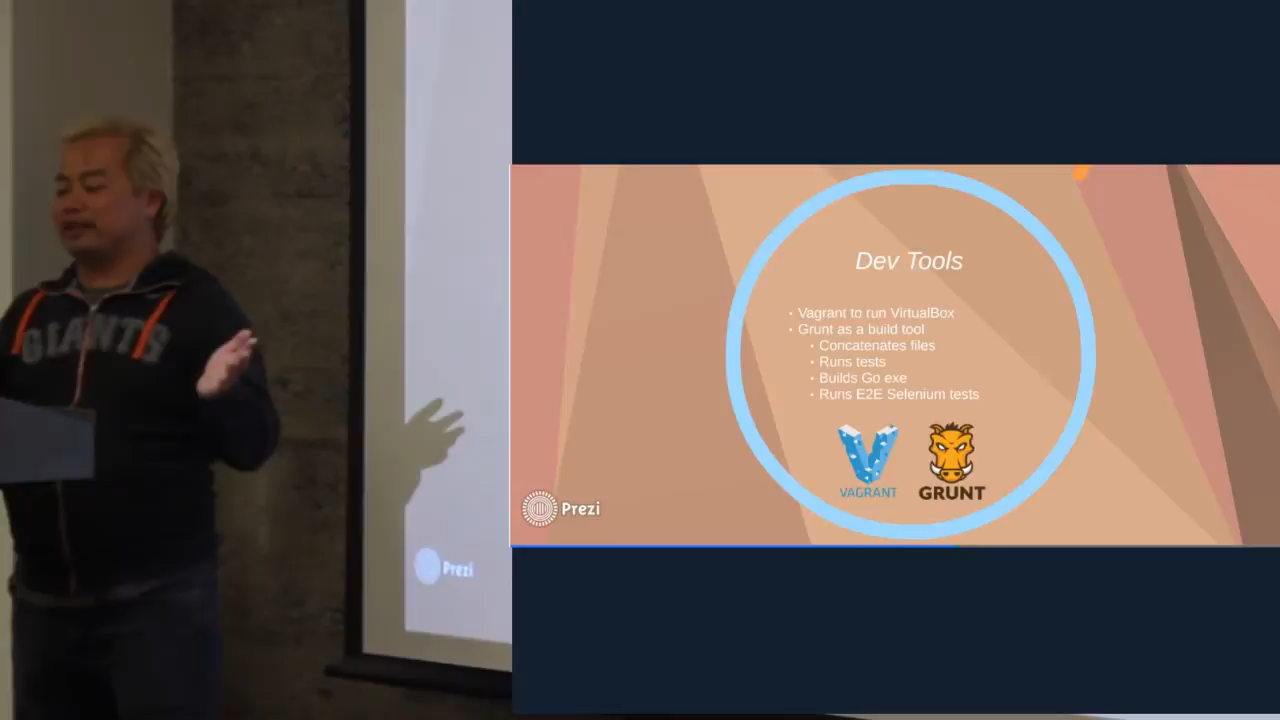 GIANTS
Prezi
Dev Tools
• Vagrant to run VirtualBox
• Grunt as a build tool
• Concatenates files
• Runs tests
• Builds Go exe
• Runs E2E Selenium tests
VAGRANT
GRUNT
Prezi